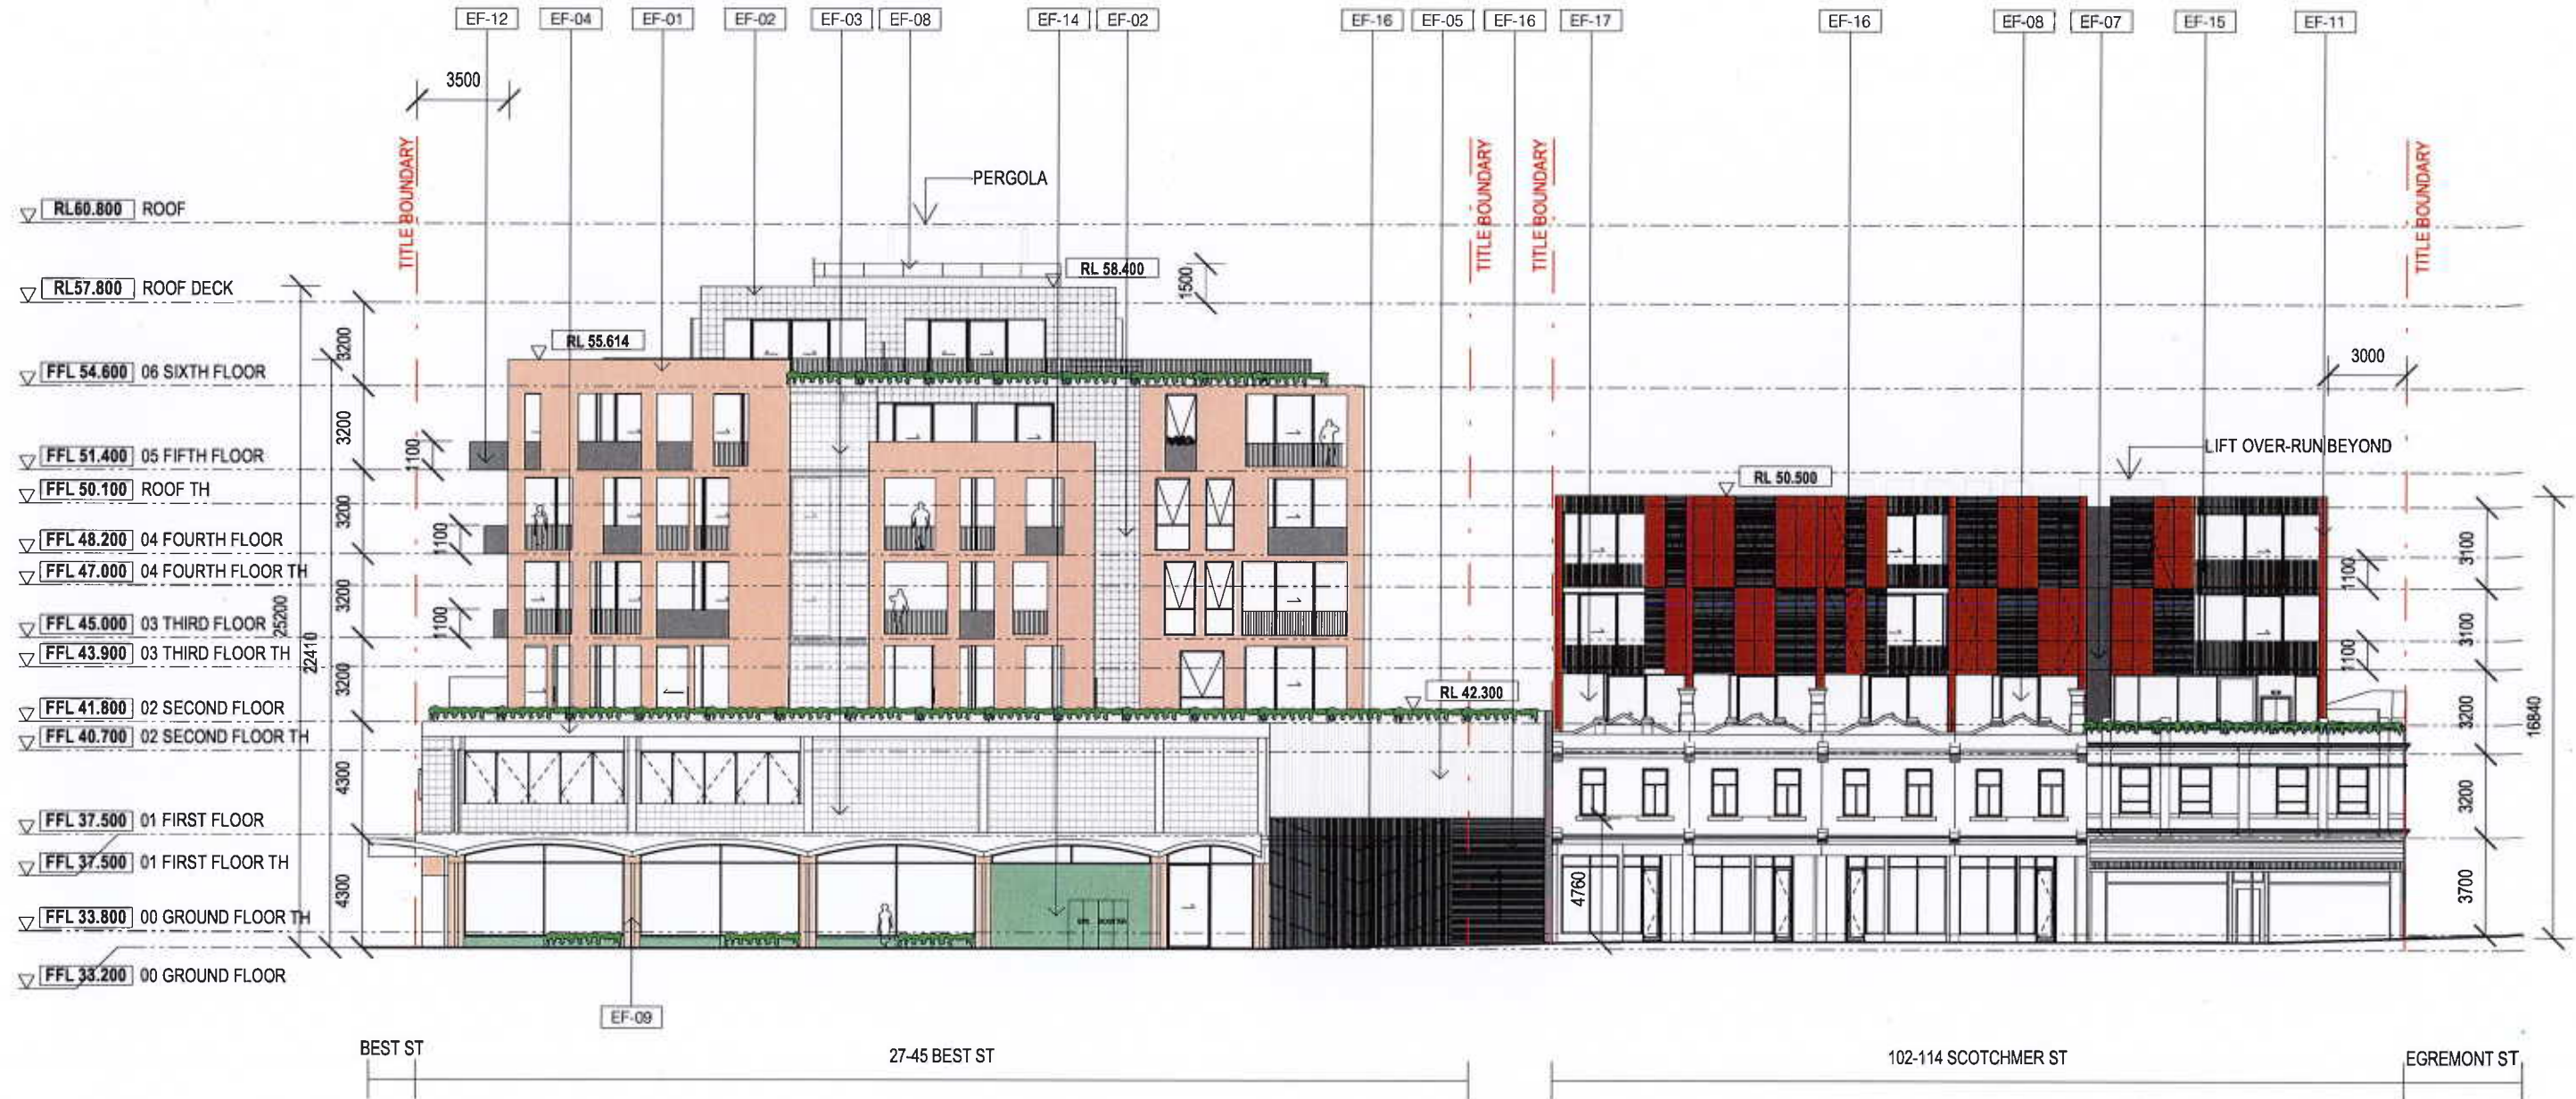 EF-12 EF-04 EF-01 EF-02 EF-03 EF-08 EF-14 EF-02 EF-16 EF-05 EF-16 EF-17 EF-16 EF-08 EF-07 EF-15 EF-11
3500
TITLE BOUNDARY
TITLE BOUNDARY
TITLE BOUNDARY
TITLE BOUNDARY
PERGOLA
RL60.800 ROOF
RL 58.400
1500
RL57.800 ROOF DECK
RL 55.614
3200
FFL 54.600 06 SIXTH FLOOR
3000
3200
1100
LIFT OVER-RUN BEYOND
FFL 51.400 05 FIFTH FLOOR
RL 50.500
FFL 50.100 ROOF TH
3200
1100
FFL 48.200 04 FOURTH FLOOR
3100
1100
FFL 47.000 04 FOURTH FLOOR TH
3200
1100
25200
FFL 45.000 03 THIRD FLOOR
3100
1100
22410
FFL 43.900 03 THIRD FLOOR TH
3200
RL 42.300
FFL 41.800 02 SECOND FLOOR
3200
16840
FFL 40.700 02 SECOND FLOOR TH
4300
3200
FFL 37.500 01 FIRST FLOOR
FFL 37.500 01 FIRST FLOOR TH
4300
4760
3700
FFL 33.800 00 GROUND FLOOR TH
FFL 33.200 00 GROUND FLOOR
EF-09
BEST ST
27-45 BEST ST
102-114 SCOTCHMER ST
EGREMONT ST